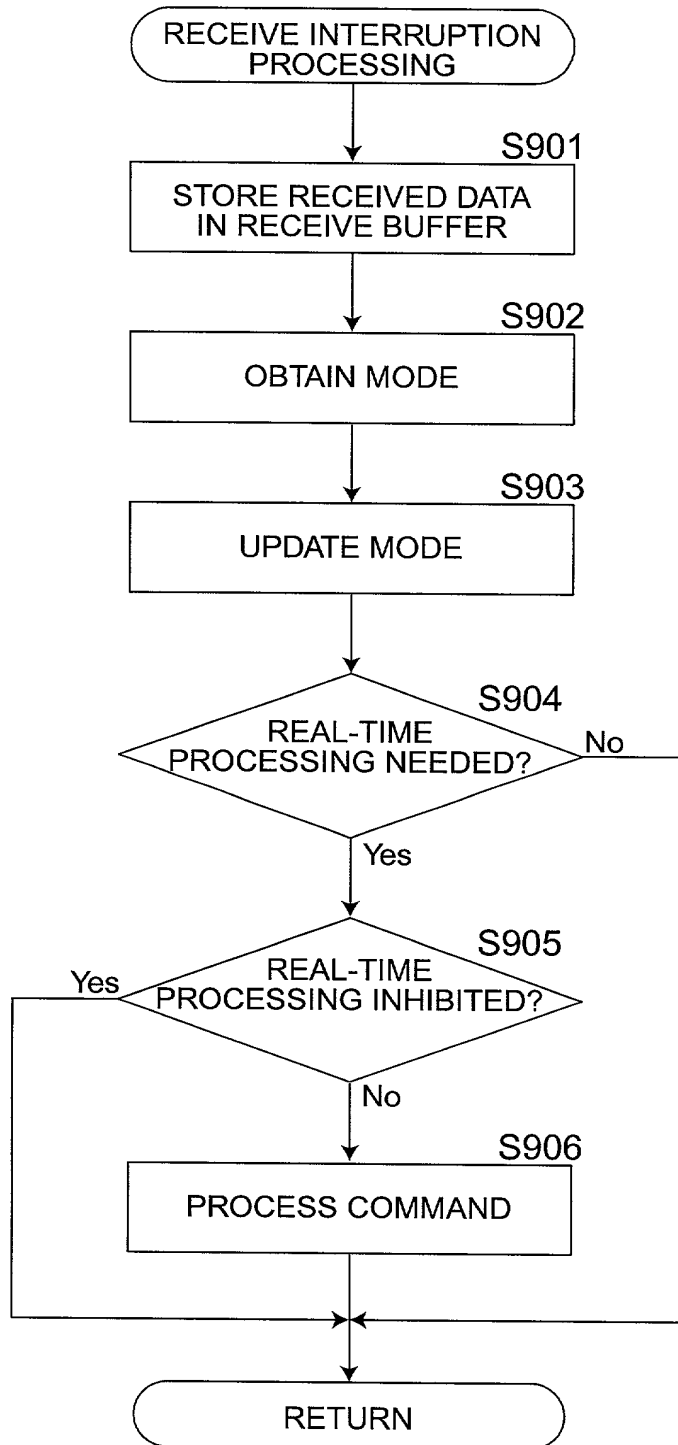 RECEIVE INTERRUPTION
PROCESSING
S901
STORE RECEIVED DATA
IN RECEIVE BUFFER
S902
OBTAIN MODE
S903
UPDATE MODE
S904
REAL-TIME
PROCESSING NEEDED?
No
Yes
S905
REAL-TIME
PROCESSING INHIBITED?
Yes
No
S906
PROCESS COMMAND
RETURN